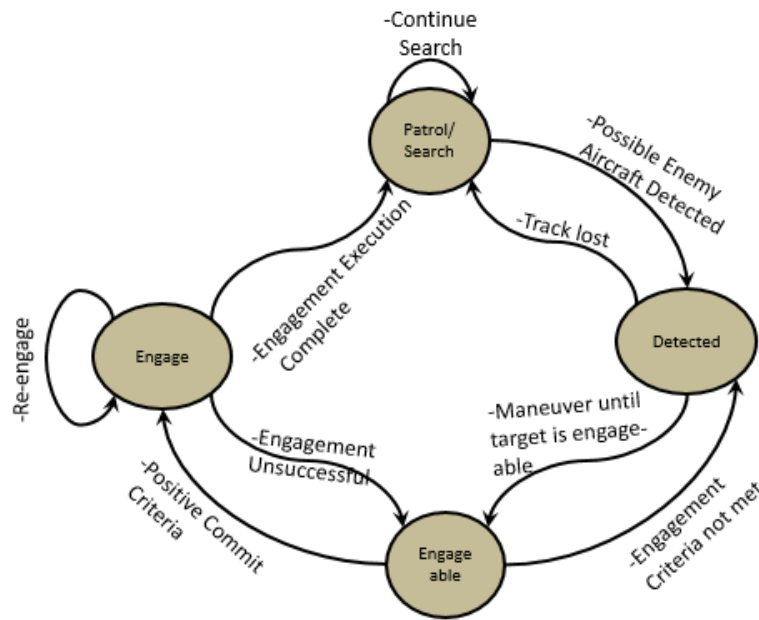 -Continue
Search
Patrol/
Search
-Possible Enemy
Aircraft Detected
-Track lost
-Engagement Execution
Complete
-Re-engage
Engage
Detected
-Maneuver until
target is engage-
able
-Engagement
Unsuccessful
-Positive Commit
Criteria
Engage
able
-Engagement
Criteria not met